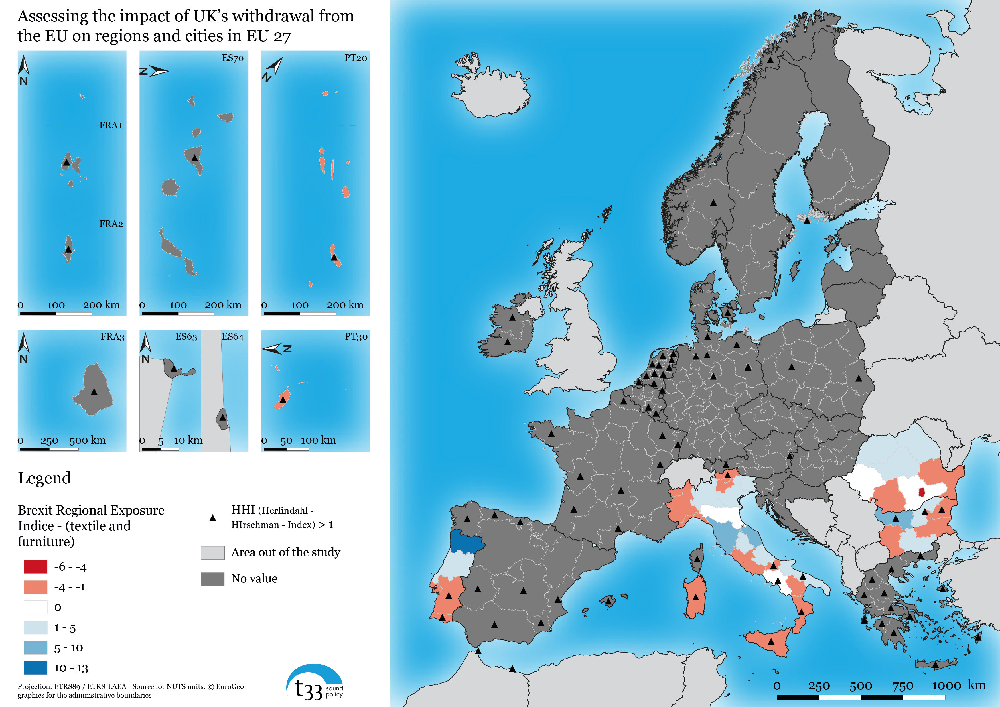 Assessing the impact of UK's withdrawal from
the EU on regions and cities in EU 27
N
FRA1
FRA2
0 100 200 km
N
ES70
0 100 200 km
N
PT20
0 100 200 km
N
FRA3
0 250 500 km
N
ES63
ES64
0 5 10 km
N
PT30
0 50 100 km
Legend
Brexit Regional Exposure
Indice - (textile and
furniture)
-6 - -4
-4 - -1
0
1 - 5
5 - 10
10 - 13
HHI (Herfindahl -
HIrschman - Index) > 1
Area out of the study
No value
Projection: ETRS89 / ETRS-LAEA - Source for NUTS units: © EuroGeo-
graphics for the administrative boundaries
t33 sound
policy
0 250 500 750 1000 km